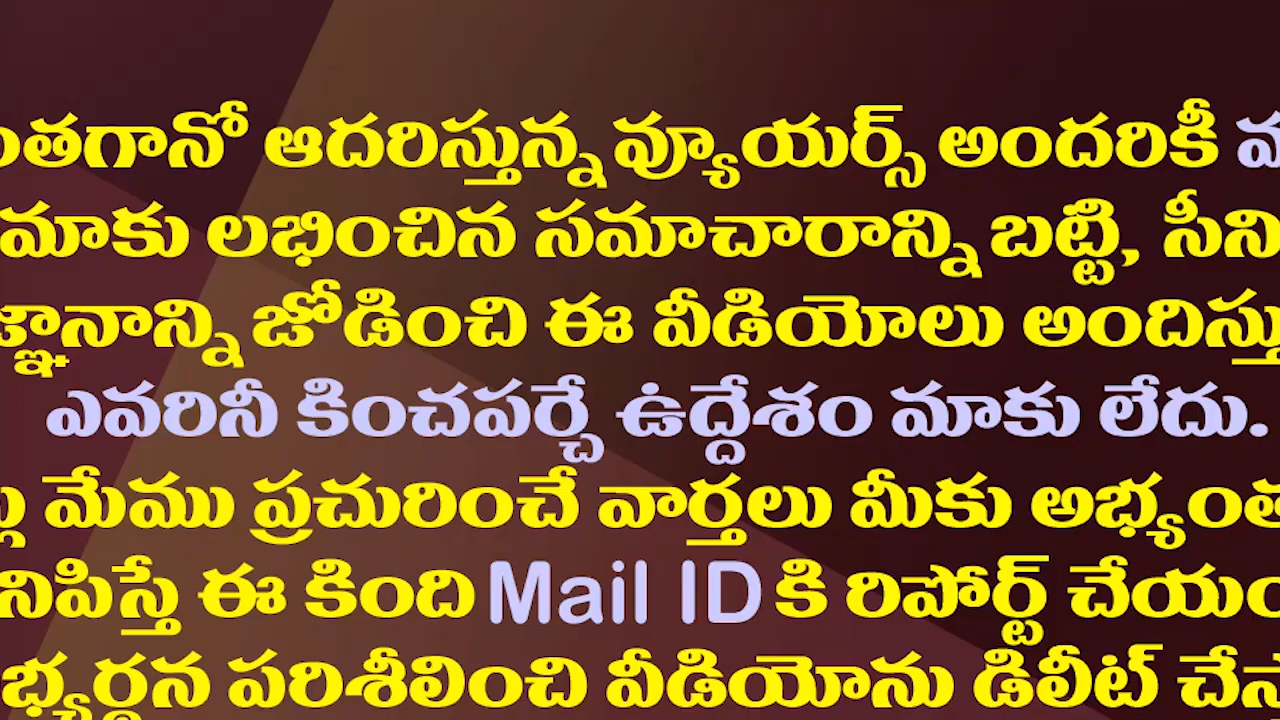 ఆదరిస్తున్న వ్యూయర్స్ అందరికీ
మాకు లభించిన సమాచారాన్ని బట్టి,
జోడించి ఈ వీడియోలు
ఎవరినీ కించపర్చే ఉద్దేశం మాకు లేదు.
మేము ప్రచురించే వార్తలు మీకు
ఈ కింది Mail ID కి రిపోర్ట్
పరిశీలించి వీడియోను డిలీట్